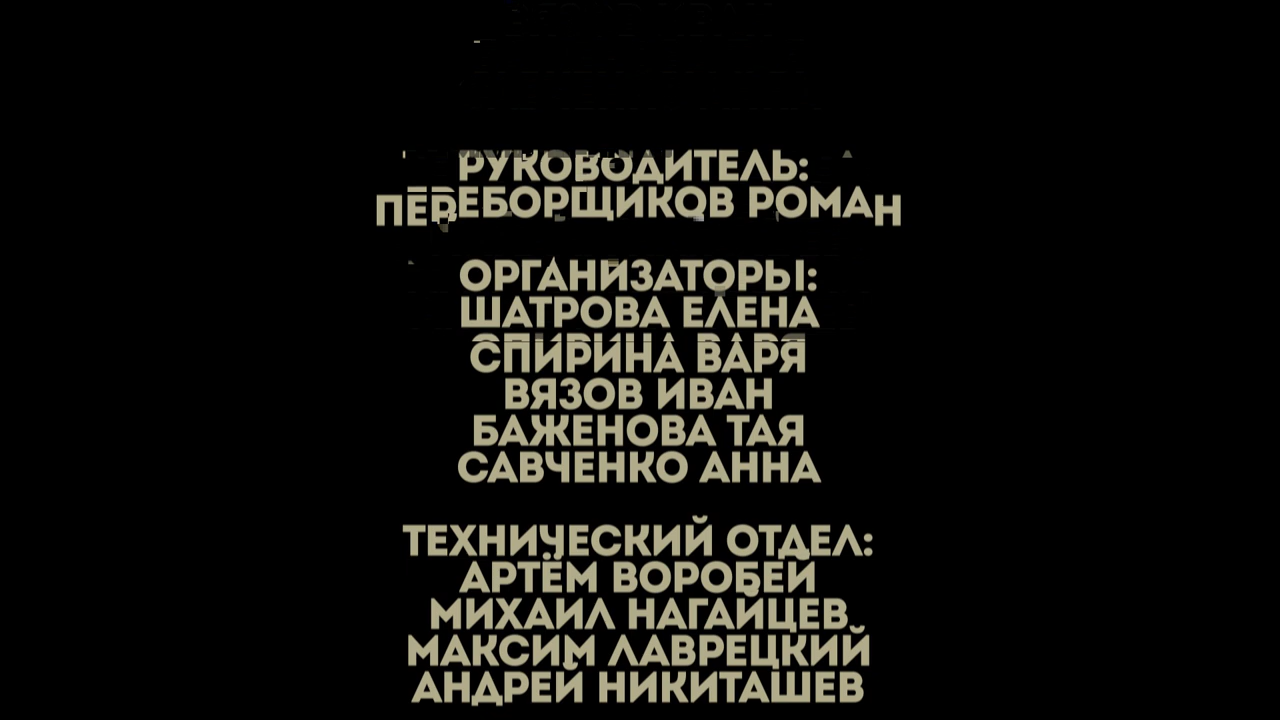 РУКОВОДИТЕЛЬ:
ПЕРЕБОРЩИКОВ РОМАН
ОРГАНИЗАТОРЫ:
ШАТРОВА ЕЛЕНА
СПИРИНА ВАРЯ
ВЯЗОВ ИВАН
БАЖЕНОВА ТАЯ
САВЧЕНКО АННА
ТЕХНИЧЕСКИЙ ОТДЕЛ:
АРТЁМ ВОРОБЕЙ
МИХАИЛ НАГАЙЦЕВ
МАКСИМ ЛАВРЕЦКИЙ
АНДРЕЙ НИКИТАШЕВ